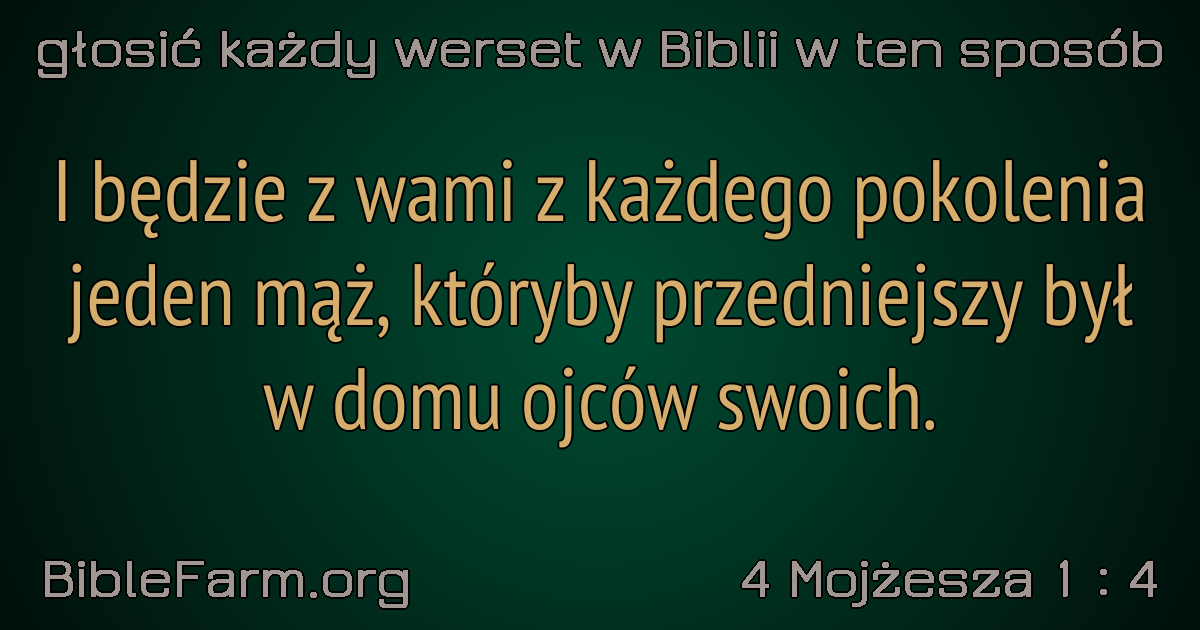 głosić każdy werset w Biblii w ten sposób
I będzie z wami z każdego pokolenia
jeden mąż, któryby przedniejszy był
w domu ojców swoich.
BibleFarm.org
4 Mojżesza 1 : 4